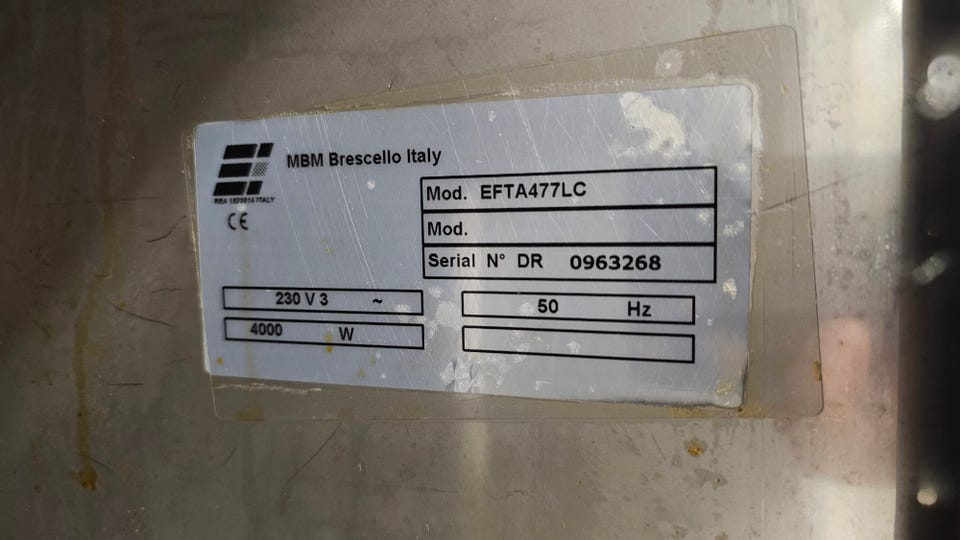 MBM Brescello Italy
Mod. EFTA477LC
Mod.
Serial N° DR 0963268
CE
230 V 3 ~
50 Hz
4000 W